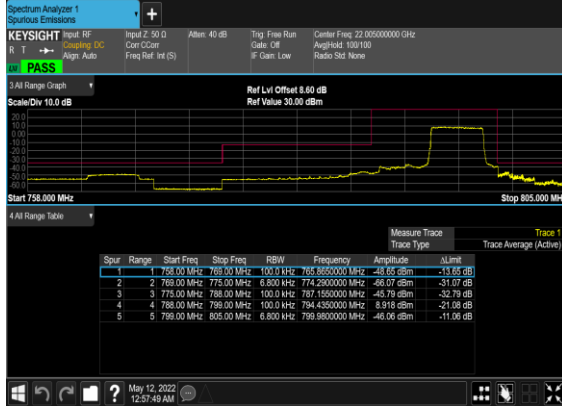 Spectrum Analyzer 1
Spurious Emissions
+
KEYSIGHT Input: RF Input Z: 50 Ω Atten: 40 dB Trig: Free Run Center Freq: 22.005000000 GHz
R T Coupling: DC Corr CCorr Gate: Off Avg|Hold: 100/100
Align: Auto Freq Ref: Int (S) IF Gain: Low Radio Std: None
PASS
3 All Range Graph
Ref Lvl Offset 8.60 dB
Scale/Div 10.0 dB Ref Value 30.00 dBm
20.0
10.0
0.00
-10.0
-20.0
-30.0
-40.0
-50.0
-60.0
Start 758.000 MHz Stop 805.000 MH
4 All Range Table
Measure Trace Trace 1
Trace Type Trace Average (Active)
Spur Range Start Freq Stop Freq RBW Frequency Amplitude ΔLimit
1 1 758.00 MHz 769.00 MHz 100.0 kHz 765.8650000 MHz -48.65 dBm -13.65 dB
2 2 769.00 MHz 775.00 MHz 6.800 kHz 774.2900000 MHz -66.07 dBm -31.07 dB
3 3 775.00 MHz 788.00 MHz 100.0 kHz 787.1550000 MHz -45.79 dBm -32.79 dB
4 4 788.00 MHz 799.00 MHz 100.0 kHz 794.4350000 MHz 8.918 dBm -21.08 dB
5 5 799.00 MHz 805.00 MHz 6.800 kHz 799.9800000 MHz -46.06 dBm -11.06 dB
? May 12, 2022
12:57:49 AM